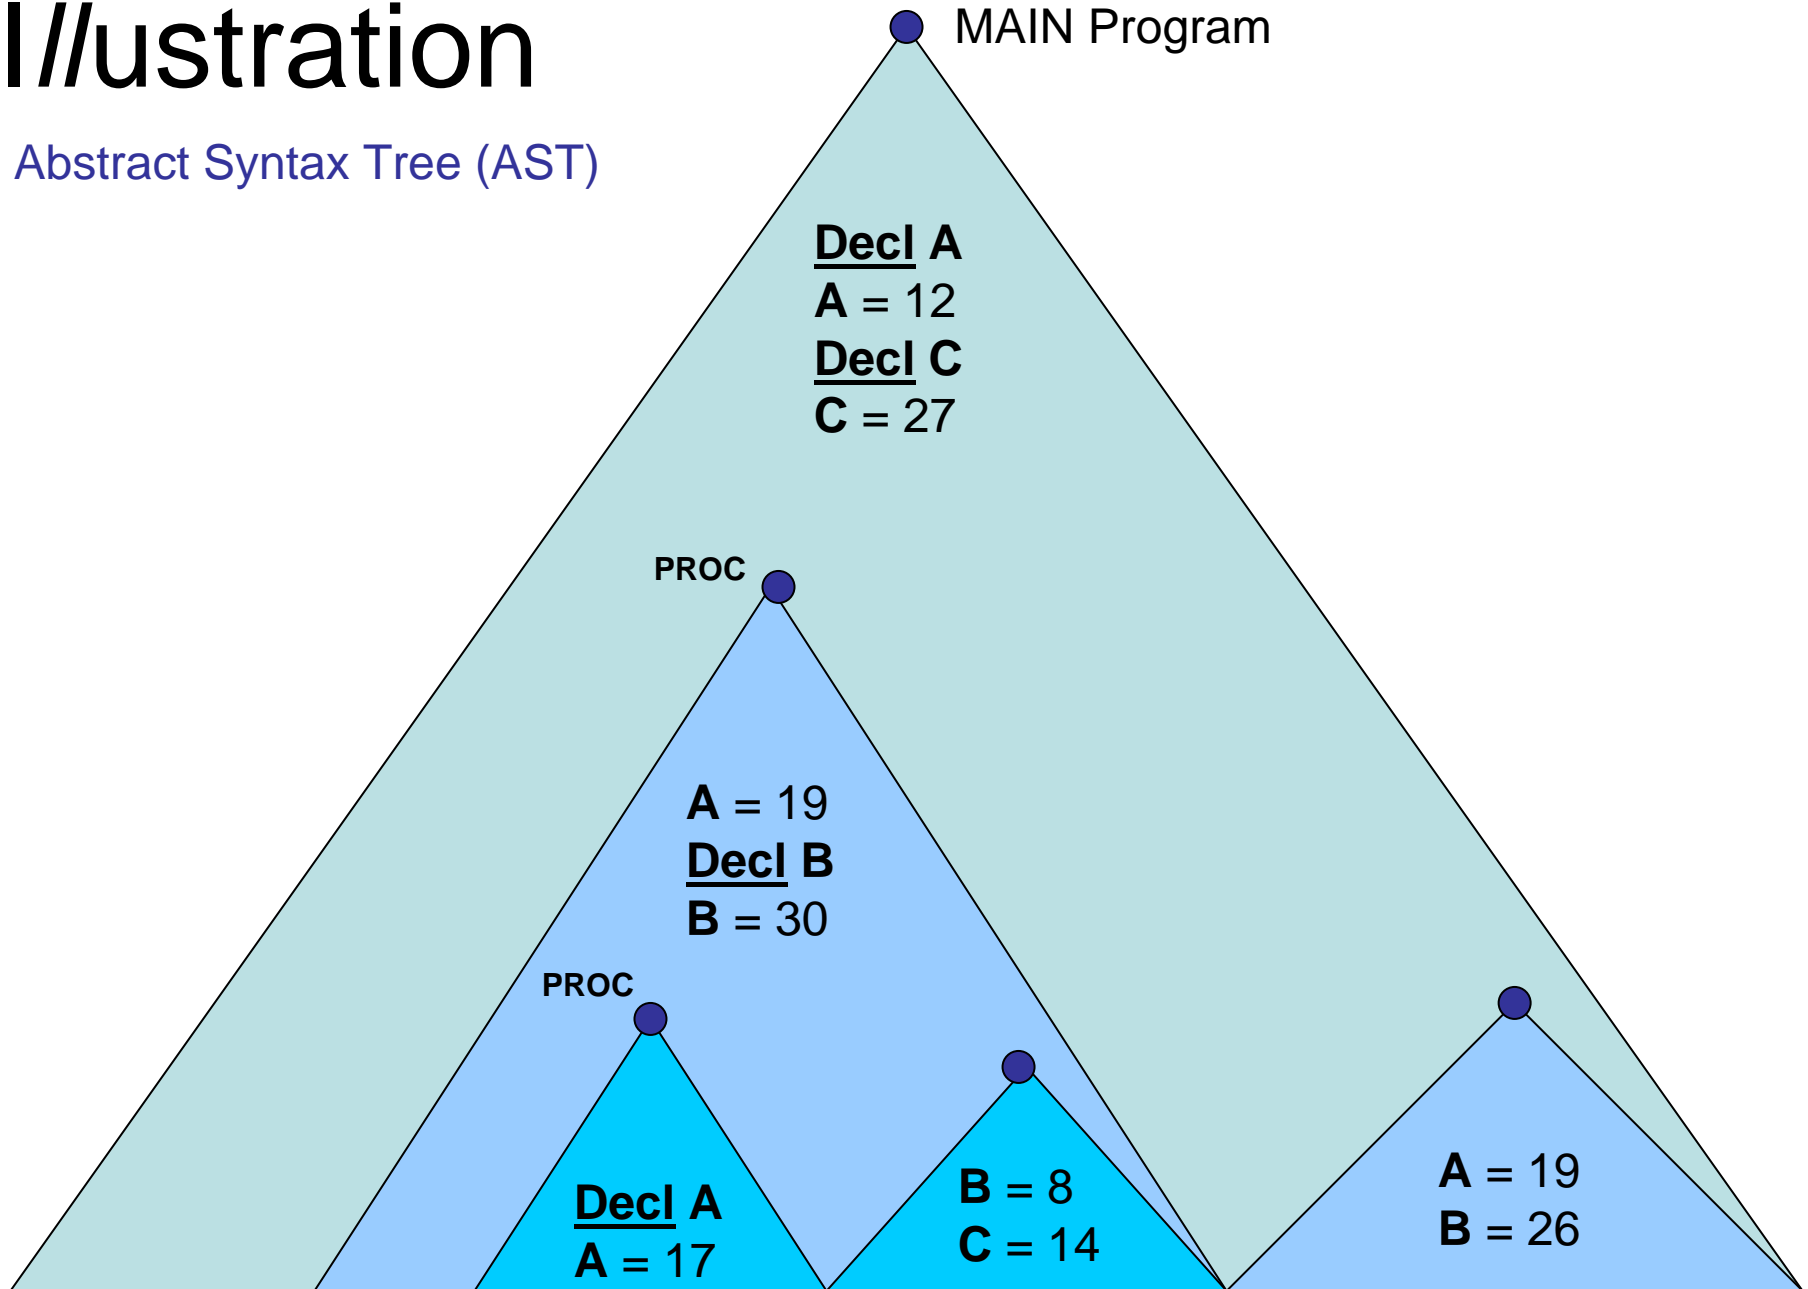 Illustration
MAIN Program
Abstract Syntax Tree (AST)
Decl A
A = 12
Decl C
C = 27
PROC
A = 19
Decl B
B = 30
PROC
Decl A
A = 17
B = 8
C = 14
A = 19
B = 26